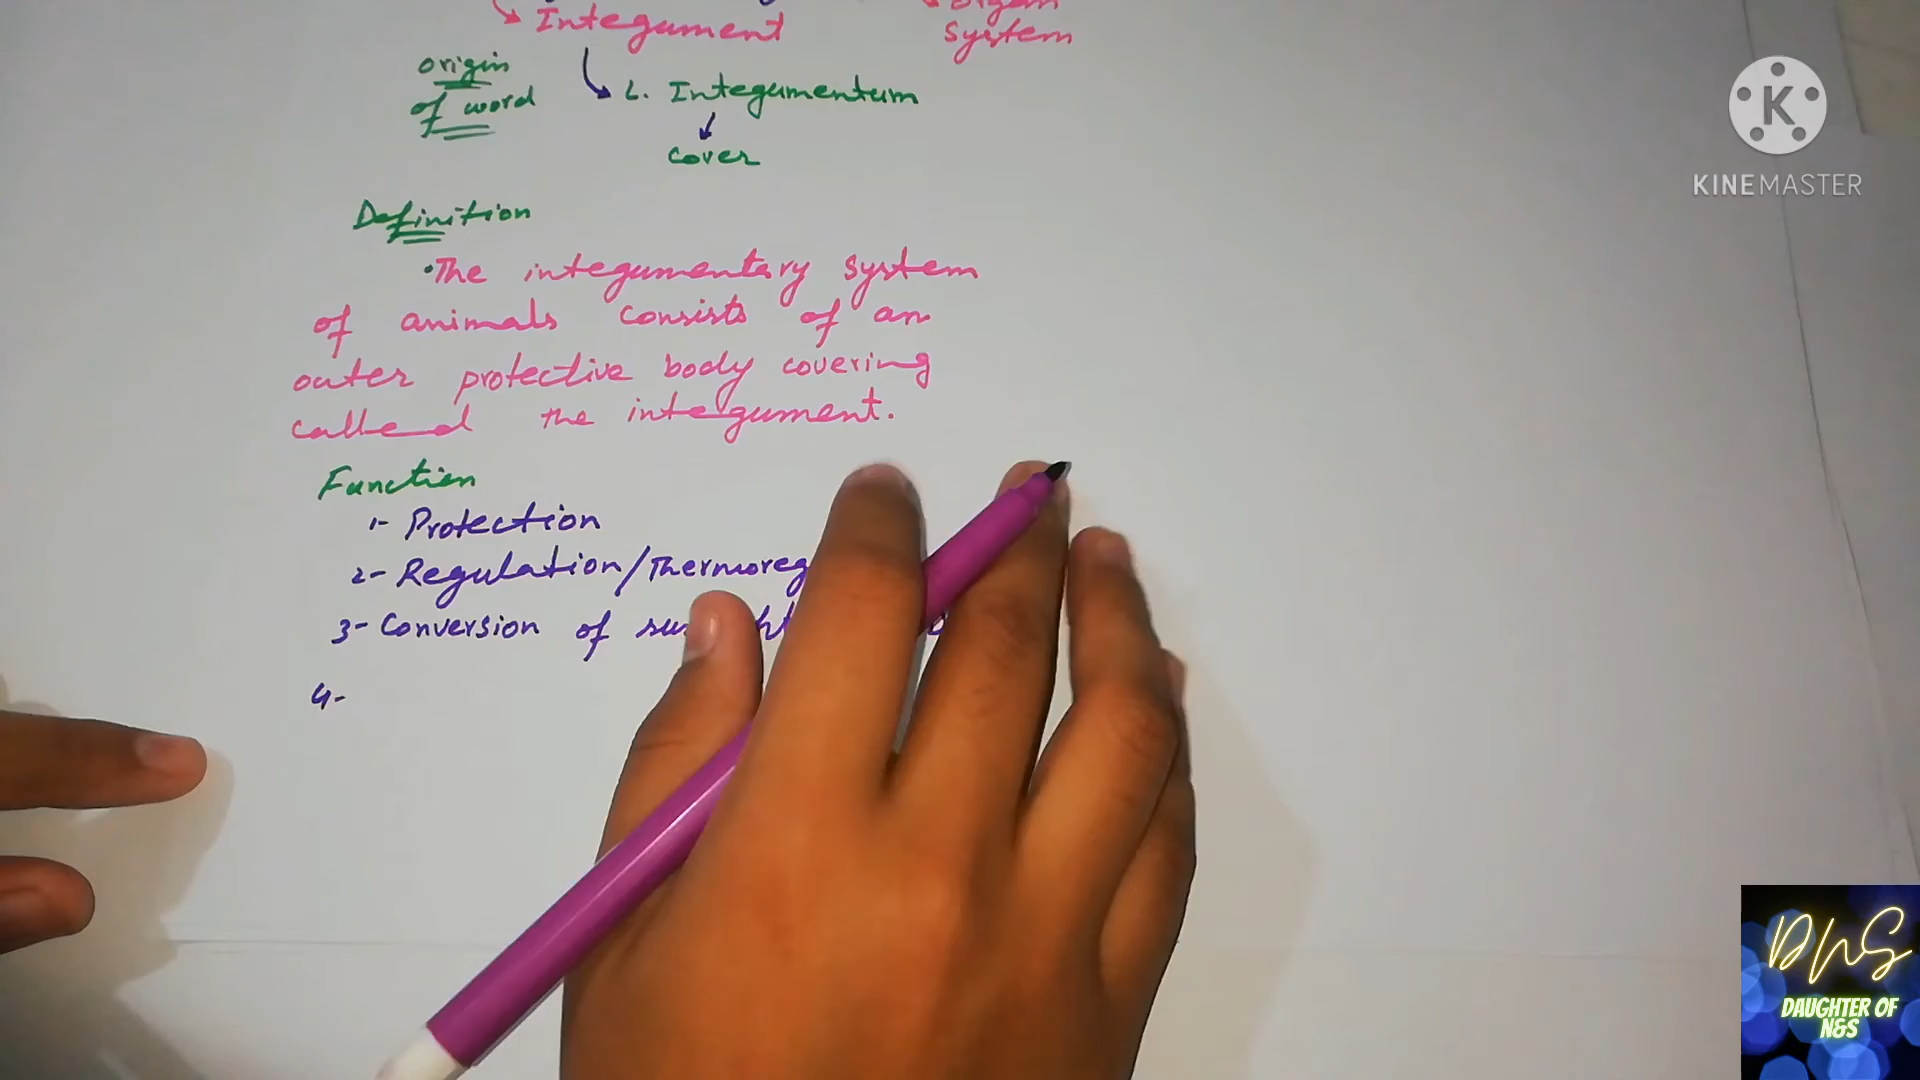 Integument
System
origin
of word
L. Integumentum
cover
Definition
•The integumentary system
of animals consists of an
outer protective body covering
called the integument.
Function
1- Protection
2- Regulation/Thermoreg
3- Conversion of
4-
K
KINEMASTER
DNS
DAUGHTER OF
N&S